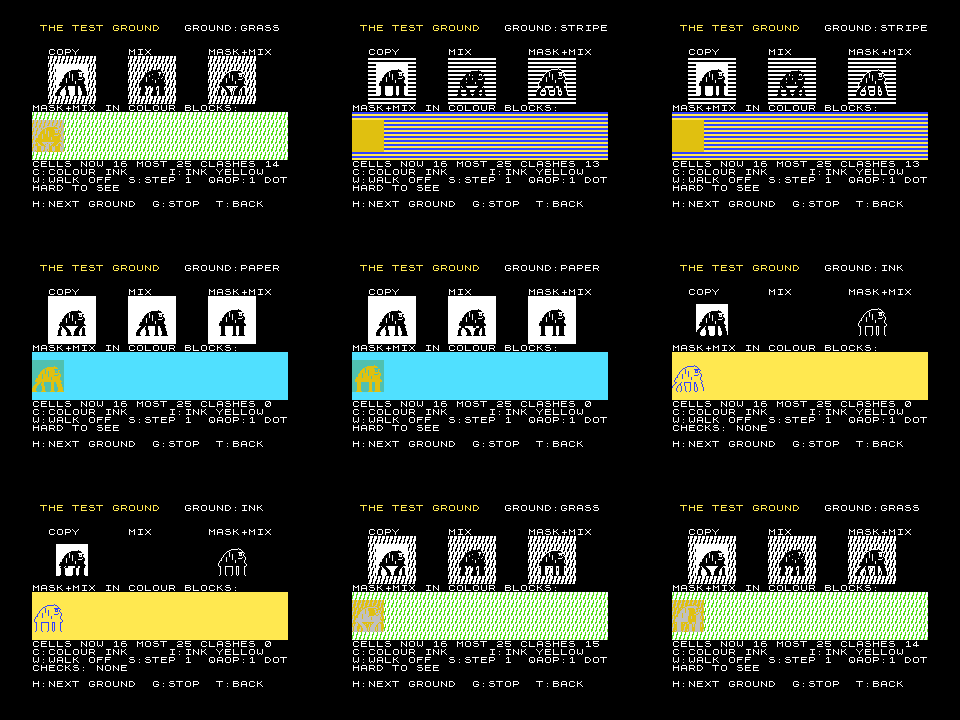 THE TEST GROUND GROUND:GRASS
COPY MIX MASK+MIX
MASK+MIX IN COLOUR BLOCKS:
CELLS NOW 16 MOST 25 CLASHES 14
C:COLOUR INK I:INK YELLOW
W:WALK OFF S:STEP 1 QAOP:1 DOT
HARD TO SEE
H:NEXT GROUND G:STOP T:BACK
THE TEST GROUND GROUND:STRIPE
COPY MIX MASK+MIX
MASK+MIX IN COLOUR BLOCKS:
CELLS NOW 16 MOST 25 CLASHES 13
C:COLOUR INK I:INK YELLOW
W:WALK OFF S:STEP 1 QAOP:1 DOT
HARD TO SEE
H:NEXT GROUND G:STOP T:BACK
THE TEST GROUND GROUND:STRIPE
COPY MIX MASK+MIX
MASK+MIX IN COLOUR BLOCKS:
CELLS NOW 16 MOST 25 CLASHES 13
C:COLOUR INK I:INK YELLOW
W:WALK OFF S:STEP 1 QAOP:1 DOT
HARD TO SEE
H:NEXT GROUND G:STOP T:BACK
THE TEST GROUND GROUND:PAPER
COPY MIX MASK+MIX
MASK+MIX IN COLOUR BLOCKS:
CELLS NOW 16 MOST 25 CLASHES 0
C:COLOUR INK I:INK YELLOW
W:WALK OFF S:STEP 1 QAOP:1 DOT
HARD TO SEE
H:NEXT GROUND G:STOP T:BACK
THE TEST GROUND GROUND:PAPER
COPY MIX MASK+MIX
MASK+MIX IN COLOUR BLOCKS:
CELLS NOW 16 MOST 25 CLASHES 0
C:COLOUR INK I:INK YELLOW
W:WALK OFF S:STEP 1 QAOP:1 DOT
HARD TO SEE
H:NEXT GROUND G:STOP T:BACK
THE TEST GROUND GROUND:INK
COPY MIX MASK+MIX
MASK+MIX IN COLOUR BLOCKS:
CELLS NOW 16 MOST 25 CLASHES 0
C:COLOUR INK I:INK YELLOW
W:WALK OFF S:STEP 1 QAOP:1 DOT
CHECKS: NONE
H:NEXT GROUND G:STOP T:BACK
THE TEST GROUND GROUND:INK
COPY MIX MASK+MIX
MASK+MIX IN COLOUR BLOCKS:
CELLS NOW 16 MOST 25 CLASHES 0
C:COLOUR INK I:INK YELLOW
W:WALK OFF S:STEP 1 QAOP:1 DOT
CHECKS: NONE
H:NEXT GROUND G:STOP T:BACK
THE TEST GROUND GROUND:GRASS
COPY MIX MASK+MIX
MASK+MIX IN COLOUR BLOCKS:
CELLS NOW 16 MOST 25 CLASHES 15
C:COLOUR INK I:INK YELLOW
W:WALK OFF S:STEP 1 QAOP:1 DOT
HARD TO SEE
H:NEXT GROUND G:STOP T:BACK
THE TEST GROUND GROUND:GRASS
COPY MIX MASK+MIX
MASK+MIX IN COLOUR BLOCKS:
CELLS NOW 16 MOST 25 CLASHES 14
C:COLOUR INK I:INK YELLOW
W:WALK OFF S:STEP 1 QAOP:1 DOT
HARD TO SEE
H:NEXT GROUND G:STOP T:BACK